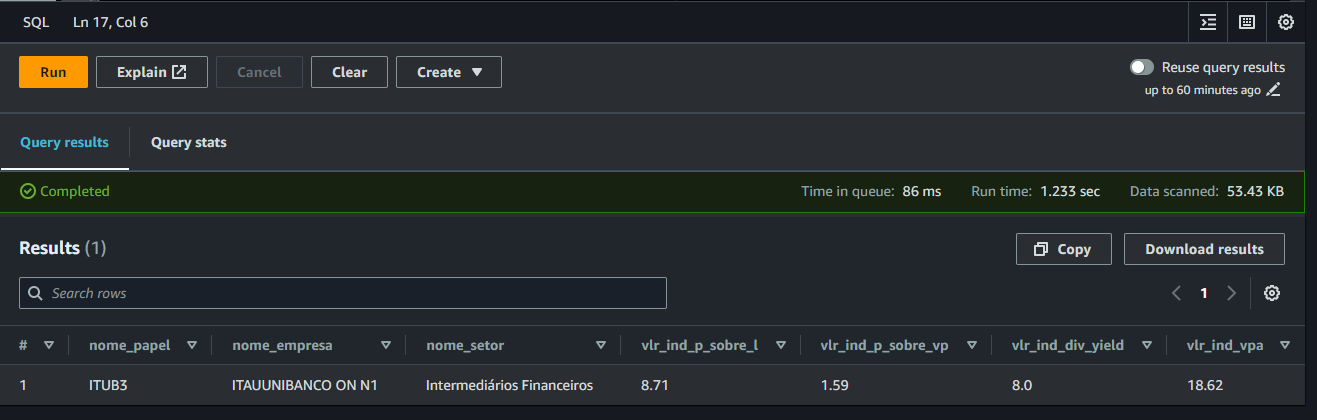 SQL Ln 17, Col 6
Run Explain Cancel Clear Create Reuse query results
up to 60 minutes ago
Query results Query stats
Completed Time in queue: 86 ms Run time: 1.233 sec Data scanned: 53.43 KB
Results (1) Copy Download results
Search rows 1
# nome_papel nome_empresa nome_setor vlr_ind_p_sobre_l vlr_ind_p_sobre_vp vlr_ind_div_yield vlr_ind_vpa
1 ITUB3 ITAUUNIBANCO ON N1 Intermediários Financeiros 8.71 1.59 8.0 18.62